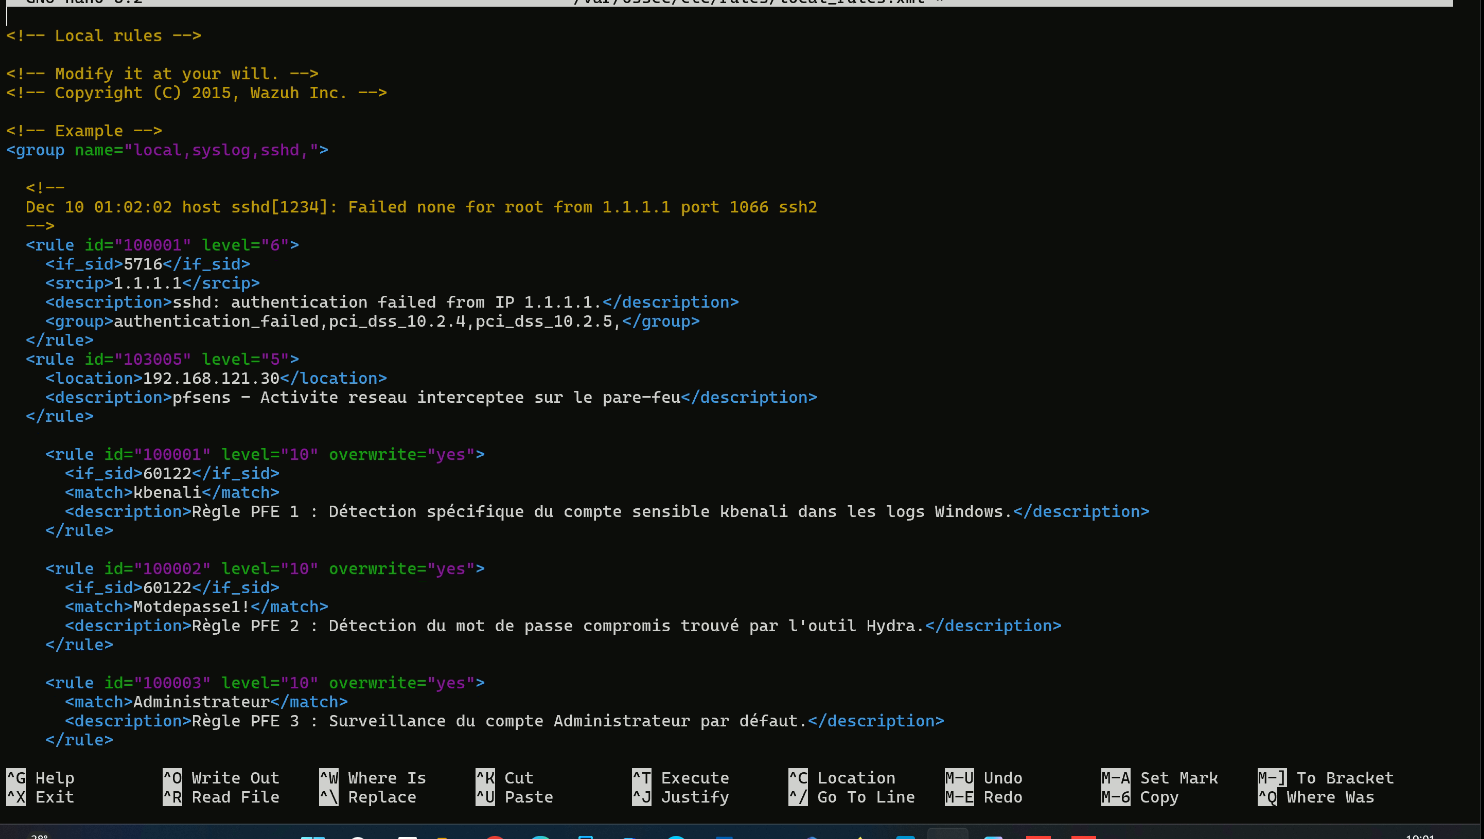 <!-- Local rules -->
<!-- Modify it at your will. -->
<!-- Copyright (C) 2015, Wazuh Inc. -->
<!-- Example -->
<group name="local,syslog,sshd,">
<!--
Dec 10 01:02:02 host sshd[1234]: Failed none for root from 1.1.1.1 port 1066 ssh2
-->
<rule id="100001" level="6">
<if_sid>5716</if_sid>
<srcip>1.1.1.1</srcip>
<description>sshd: authentication failed from IP 1.1.1.1.</description>
<group>authentication_failed,pci_dss_10.2.4,pci_dss_10.2.5,</group>
</rule>
<rule id="103005" level="5">
<location>192.168.121.30</location>
<description>pfsens - Activite reseau interceptee sur le pare-feu</description>
</rule>
<rule id="100001" level="10" overwrite="yes">
<if_sid>60122</if_sid>
<match>kbenali</match>
<description>Règle PFE 1 : Détection spécifique du compte sensible kbenali dans les logs Windows.</description>
</rule>
<rule id="100002" level="10" overwrite="yes">
<if_sid>60122</if_sid>
<match>Motdepasse1!</match>
<description>Règle PFE 2 : Détection du mot de passe compromis trouvé par l'outil Hydra.</description>
</rule>
<rule id="100003" level="10" overwrite="yes">
<match>Administrateur</match>
<description>Règle PFE 3 : Surveillance du compte Administrateur par défaut.</description>
</rule>
^G Help ^O Write Out ^W Where Is ^K Cut ^T Execute ^C Location M-U Undo M-A Set Mark M-] To Bracket
^X Exit ^R Read File ^\ Replace ^U Paste ^J Justify ^/ Go To Line M-E Redo M-6 Copy ^Q Where Was